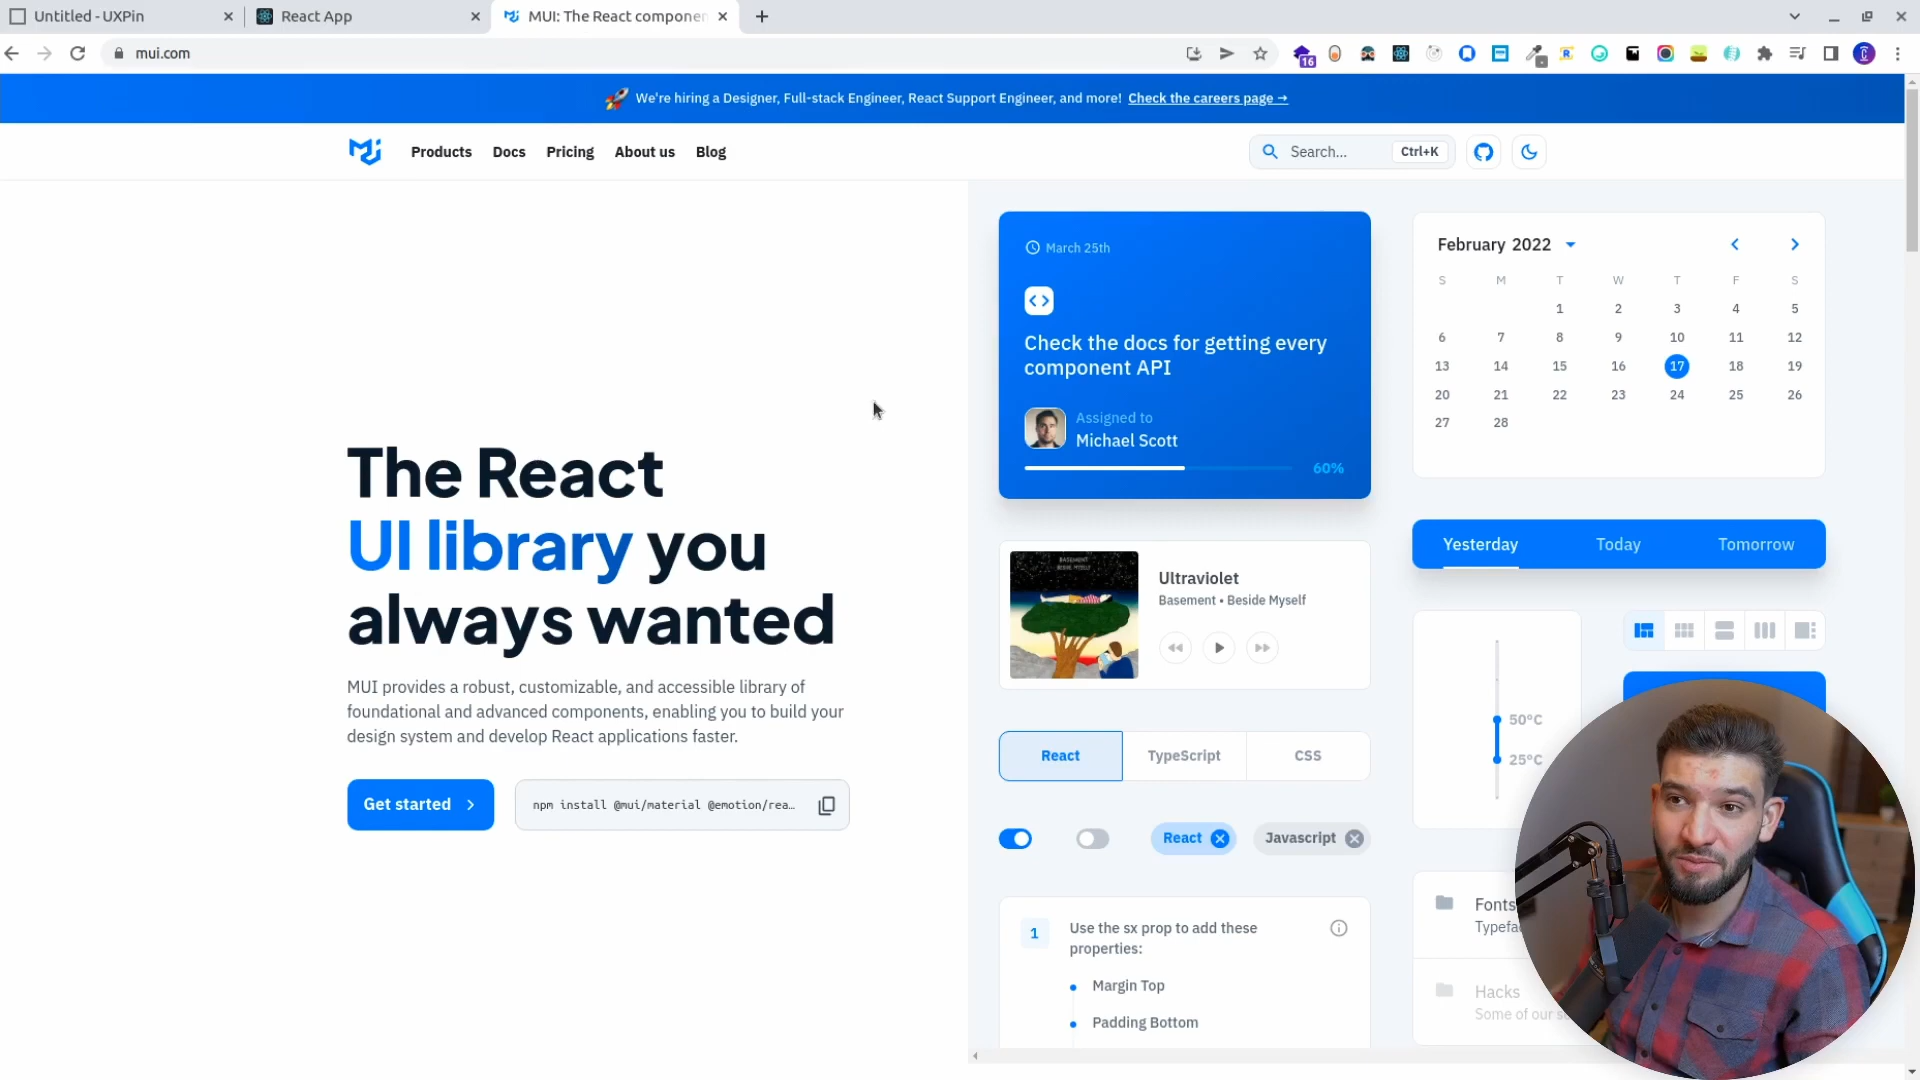 Untitled - UXPin
React App
MUI: The React componen
mui.com
16
We're hiring a Designer, Full-stack Engineer, React Support Engineer, and more! Check the careers page →
Products
Docs
Pricing
About us
Blog
Search...
Ctrl+K
The React
UI library you
always wanted
MUI provides a robust, customizable, and accessible library of
foundational and advanced components, enabling you to build your
design system and develop React applications faster.
Get started
npm install @mui/material @emotion/rea...
March 25th
Check the docs for getting every
component API
Assigned to
Michael Scott
60%
BASEMENT
BESIDE MYSELF
Ultraviolet
Basement • Beside Myself
React
TypeScript
CSS
React
Javascript
1
Use the sx prop to add these
properties:
Margin Top
Padding Bottom
February 2022
S M T W T F S
1 2 3 4 5
6 7 8 9 10 11 12
13 14 15 16 17 18 19
20 21 22 23 24 25 26
27 28
Yesterday
Today
Tomorrow
50°C
25°C
Fonts
Typefa
Hacks
Some of our s